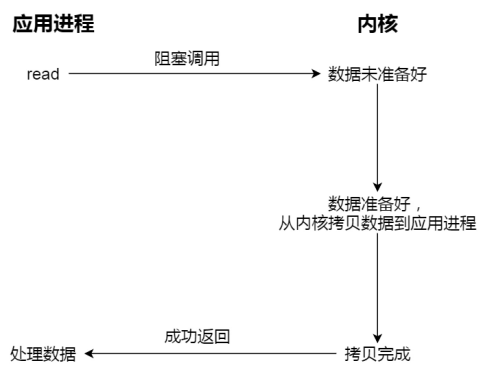 应用进程
内核
阻塞调用
read
数据未准备好
数据准备好，
从内核拷贝数据到应用进程
成功返回
处理数据
拷贝完成